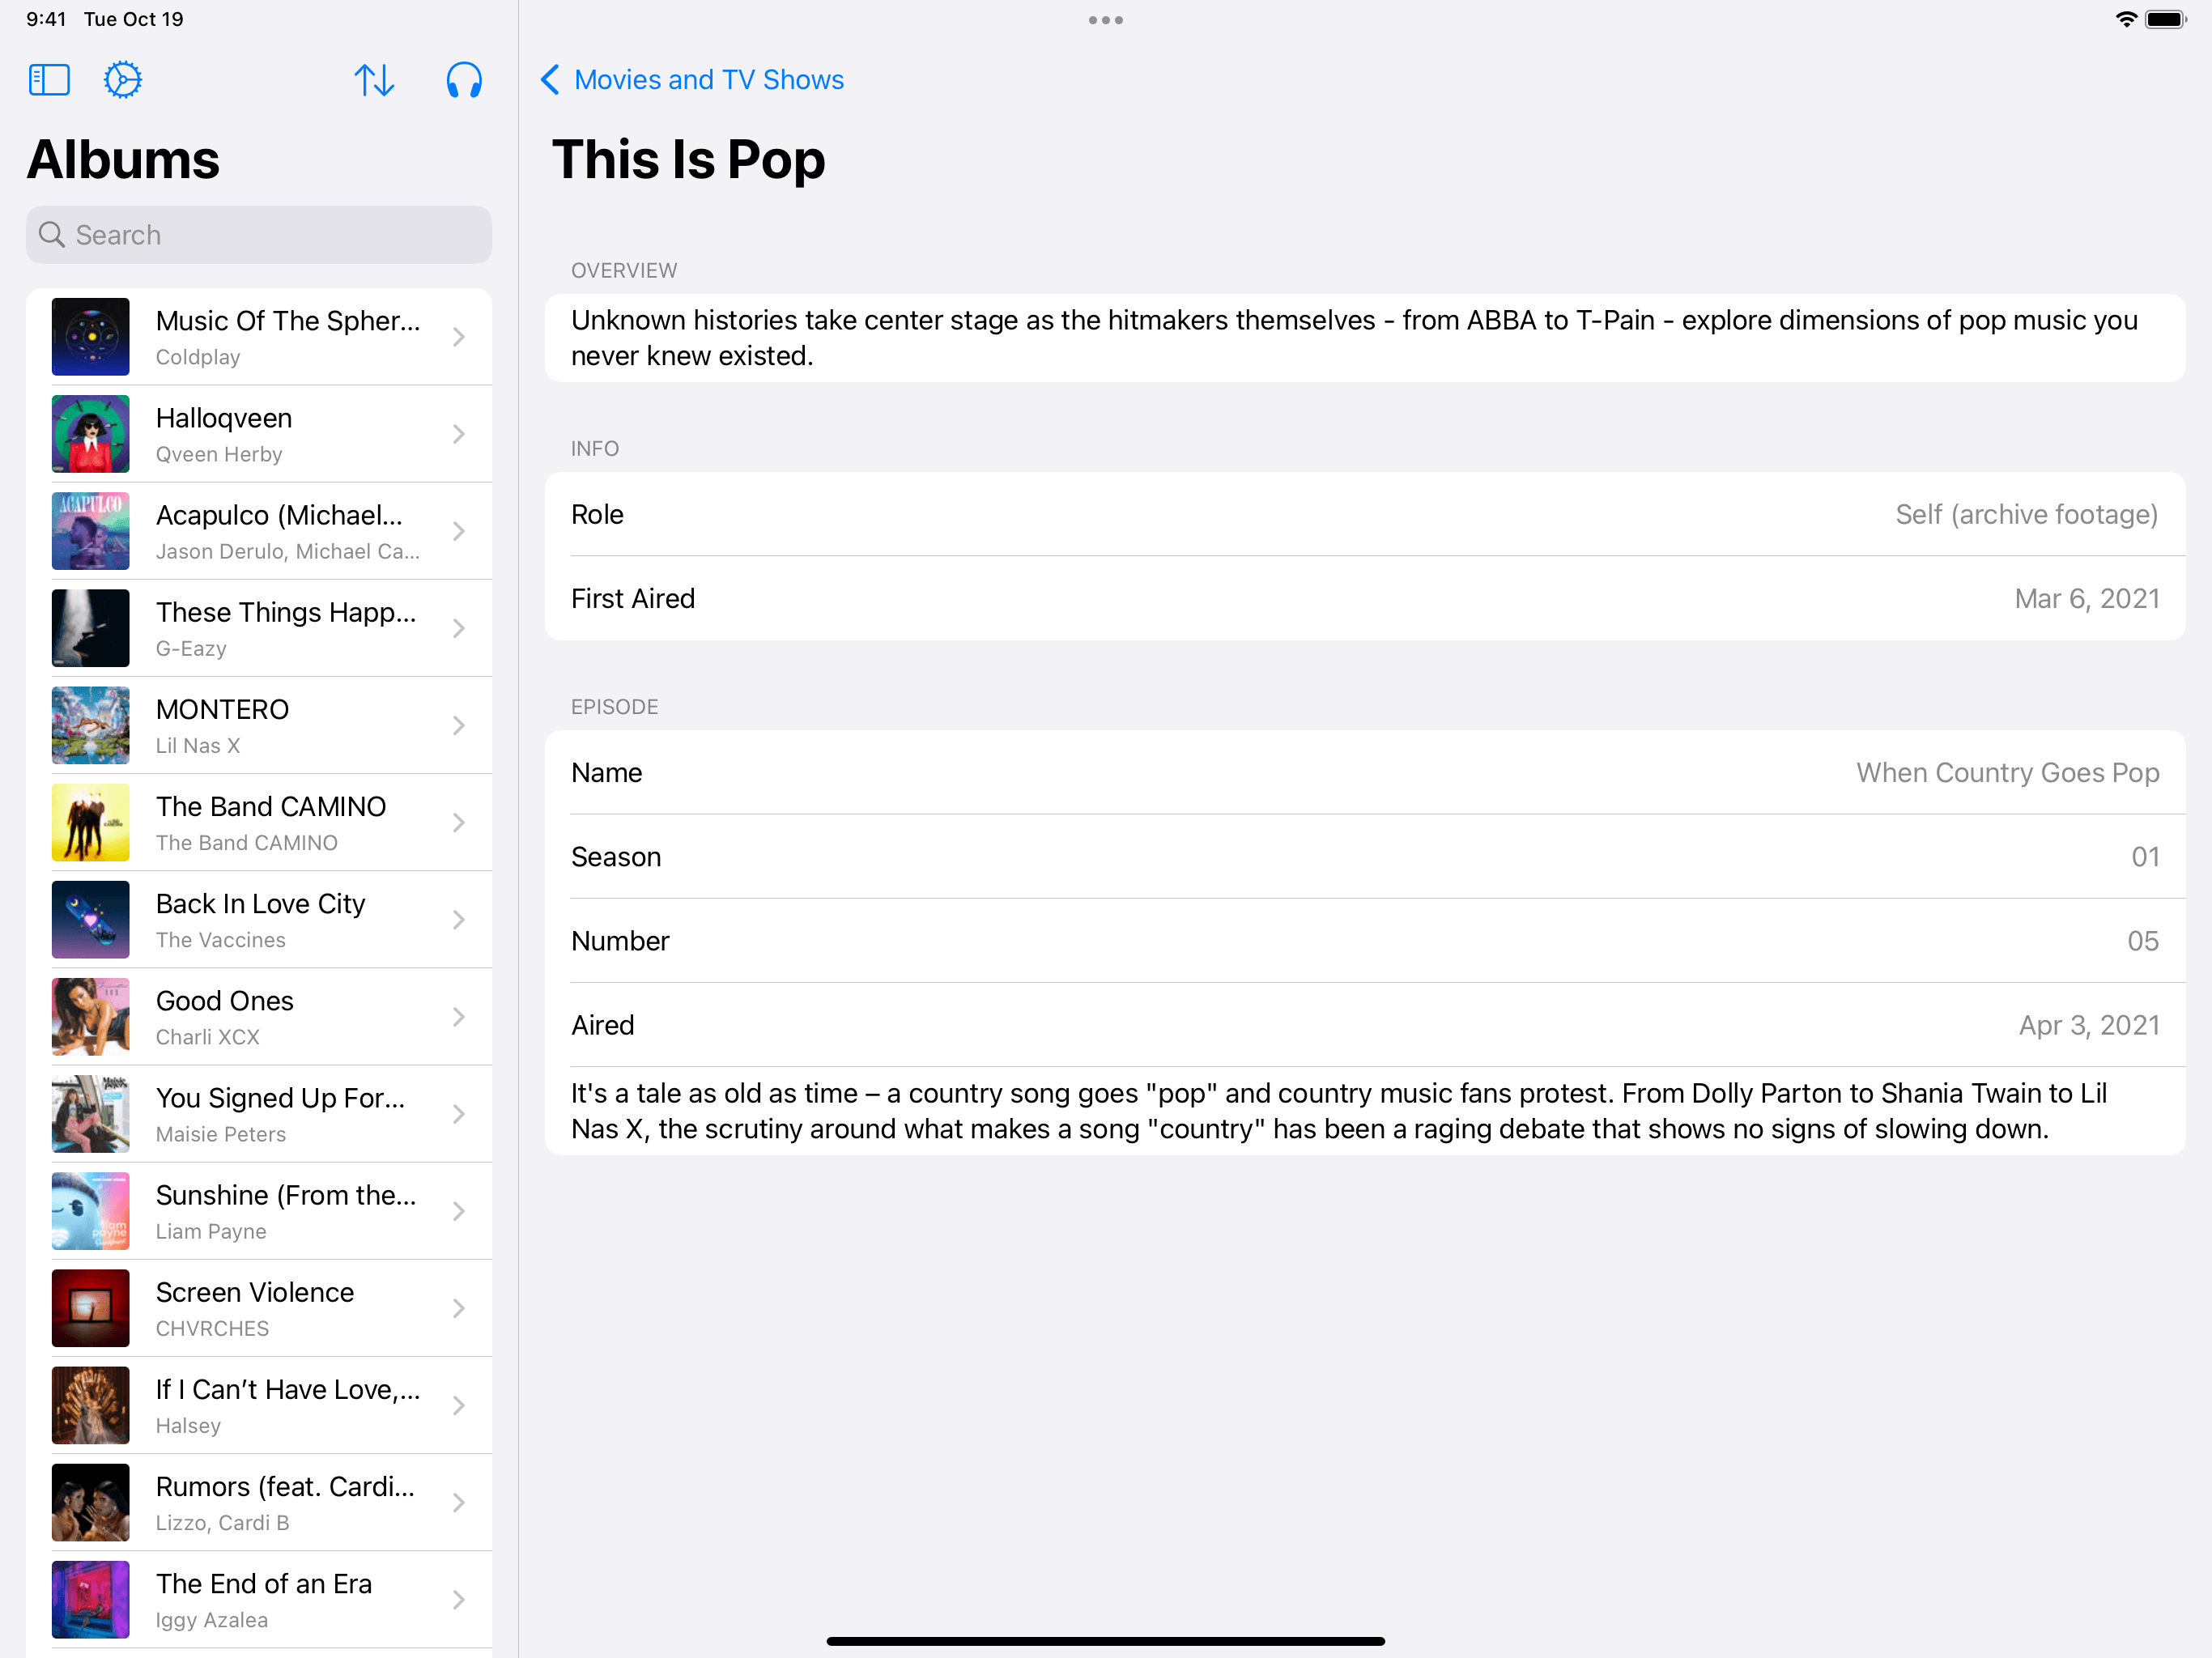 9:41 Tue Oct 19
Albums
Search
Music Of The Spher...
Coldplay
Halloqveen
Qveen Herby
ACAPULCO
Acapulco (Michael...
Jason Derulo, Michael Ca...
These Things Happ...
G-Eazy
MONTERO
Lil Nas X
The Band CAMINO
The Band CAMINO
Back In Love City
The Vaccines
Good Ones
Charli XCX
Maisie Peters
You Signed Up For...
Maisie Peters
liam
payne
Sunshine (From the...
Liam Payne
Screen Violence
CHVRCHES
If I Can’t Have Love,...
Halsey
Rumors (feat. Cardi...
Lizzo, Cardi B
The End of an Era
Iggy Azalea
Movies and TV Shows
This Is Pop
OVERVIEW
Unknown histories take center stage as the hitmakers themselves - from ABBA to T-Pain - explore dimensions of pop music you
never knew existed.
INFO
Role Self (archive footage)
First Aired Mar 6, 2021
EPISODE
Name When Country Goes Pop
Season 01
Number 05
Aired Apr 3, 2021
It's a tale as old as time – a country song goes "pop" and country music fans protest. From Dolly Parton to Shania Twain to Lil
Nas X, the scrutiny around what makes a song "country" has been a raging debate that shows no signs of slowing down.